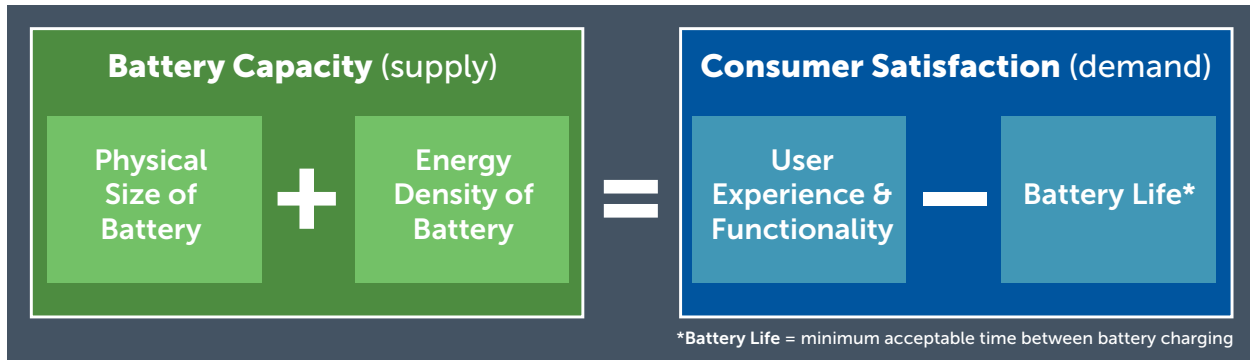 Battery Capacity (supply)
Physical
Size of
Battery
+
Energy
Density of
Battery
=
Consumer Satisfaction (demand)
User
Experience &
Functionality
—
Battery Life*
*Battery Life = minimum acceptable time between battery charging